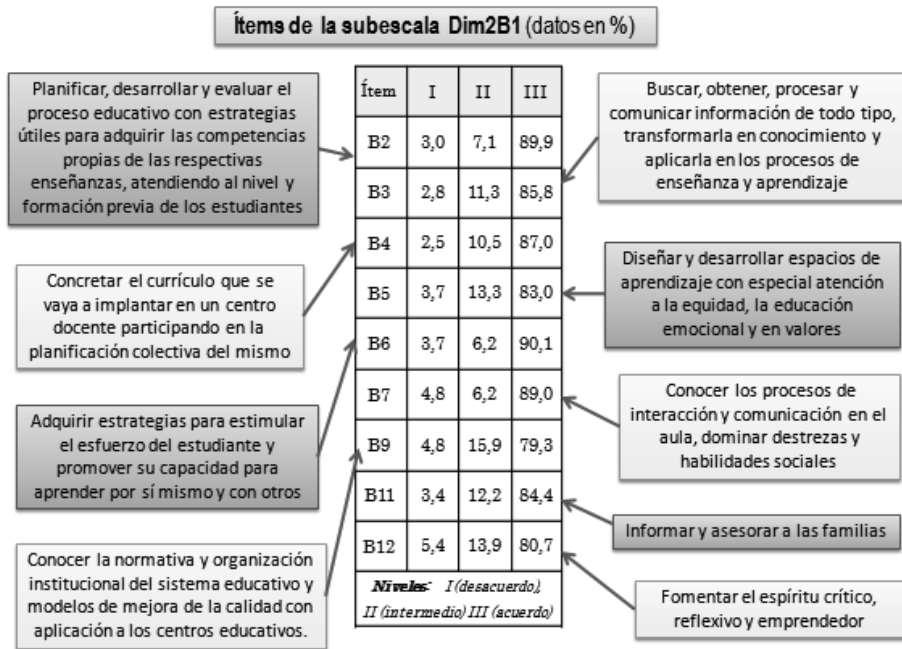 Ítems de la subescala Dim2B1 (datos en %)
Planificar, desarrollar y evaluar el
proceso educativo con estrategias
útiles para adquirir las competencias
propias de las respectivas
enseñanzas, atendiendo al nivel y
formación previa de los estudiantes
Concretar el currículo que se
vaya a implantar en un centro
docente participando en la
planificación colectiva del mismo
Adquirir estrategias para estimular
el esfuerzo del estudiante y
promover su capacidad para
aprender por sí mismo y con otros
Conocer la normativa y organización
institucional del sistema educativo y
modelos de mejora de la calidad con
aplicación a los centros educativos.
Ítem I II III
B2 3,0 7,1 89,9
B3 2,8 11,3 85,8
B4 2,5 10,5 87,0
B5 3,7 13,3 83,0
B6 3,7 6,2 90,1
B7 4,8 6,2 89,0
B9 4,8 15,9 79,3
B11 3,4 12,2 84,4
B12 5,4 13,9 80,7
Niveles: I (desacuerdo),
II (intermedio) III (acuerdo)
Buscar, obtener, procesar y
comunicar información de todo tipo,
transformarla en conocimiento y
aplicarla en los procesos de
enseñanza y aprendizaje
Diseñar y desarrollar espacios de
aprendizaje con especial atención
a la equidad, la educación
emocional y en valores
Conocer los procesos de
interacción y comunicación en el
aula, dominar destrezas y
habilidades sociales
Informar y asesorar a las familias
Fomentar el espíritu crítico,
reflexivo y emprendedor